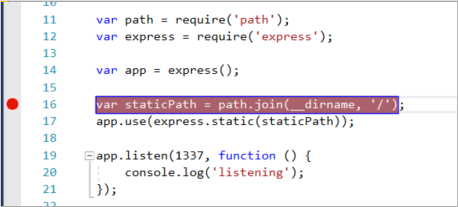 10
11 var path = require('path');
12 var express = require('express');
13
14 var app = express();
15
16 var staticPath = path.join(__dirname, '/');
17 app.use(express.static(staticPath));
18
19 app.listen(1337, function () {
20 console.log('listening');
21 });
22